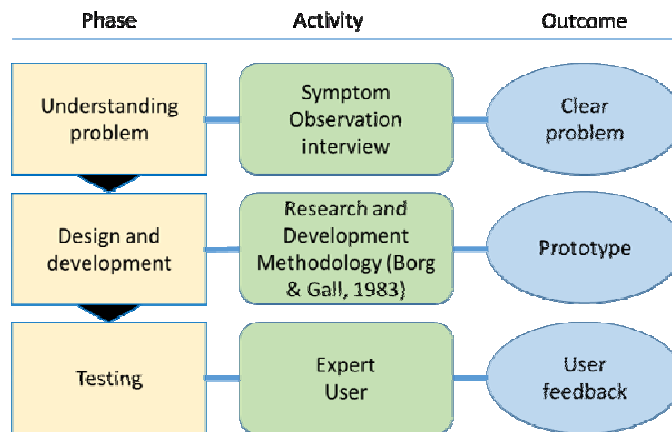 Phase Activity Outcome
Understanding
problem
Symptom
Observation
interview
Clear
problem
Design and
development
Research and
Development
Methodology (Borg
& Gall, 1983)
Prototype
Testing
Expert
User
User
feedback